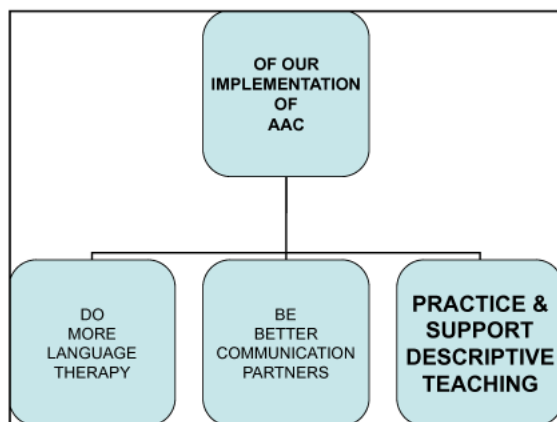 OF OUR
IMPLEMENTATION
OF
AAC
DO
MORE
LANGUAGE
THERAPY
BE
BETTER
COMMUNICATION
PARTNERS
PRACTICE &
SUPPORT
DESCRIPTIVE
TEACHING